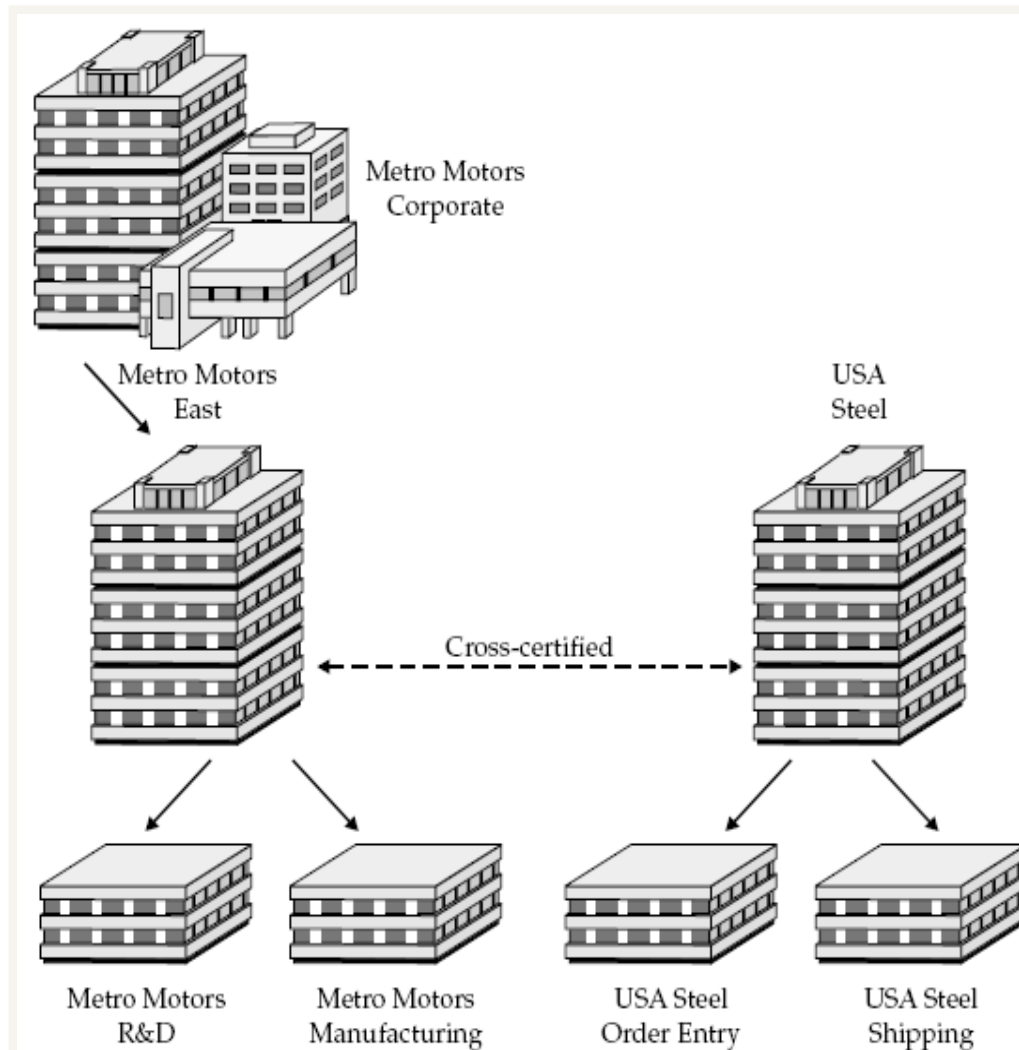 Metro Motors
Corporate
Metro Motors
East
USA
Steel
Cross-certified
Metro Motors
R&D
Metro Motors
Manufacturing
USA Steel
Order Entry
USA Steel
Shipping